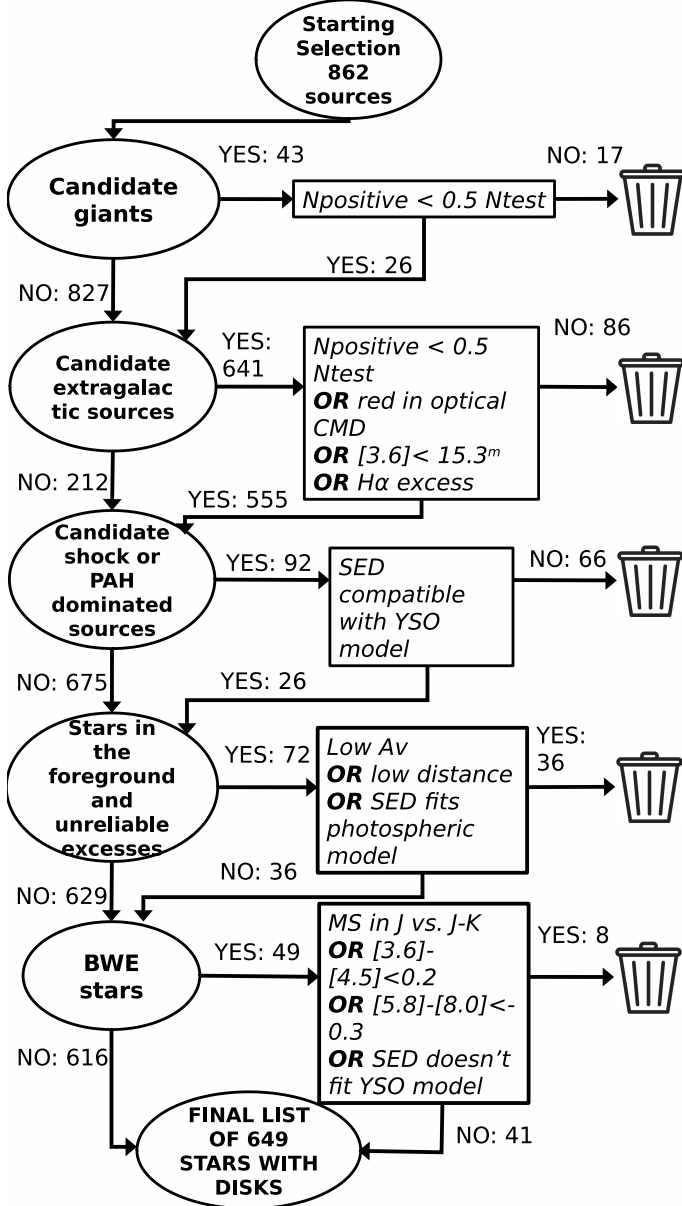 Starting
Selection
862
sources
YES: 43
NO: 17
Candidate
giants
Npositive < 0.5 Ntest
YES: 26
NO: 827
YES:
641
NO: 86
Candidate
extragalac
tic sources
Npositive < 0.5
Ntest
OR red in optical
CMD
OR [3.6]< 15.3ᵐ
OR Hα excess
NO: 212
YES: 555
Candidate
shock or
PAH
dominated
sources
YES: 92
NO: 66
SED
compatible
with YSO
model
NO: 675
YES: 26
Stars in
the
foreground
and
unreliable
excesses
YES: 72
YES:
36
Low Av
OR low distance
OR SED fits
photospheric
model
NO: 36
NO: 629
BWE
stars
YES: 49
YES: 8
MS in J vs. J-K
OR [3.6]-
[4.5]<0.2
OR [5.8]-[8.0]<-
0.3
OR SED doesn't
fit YSO model
NO: 616
NO: 41
FINAL LIST
OF 649
STARS WITH
DISKS